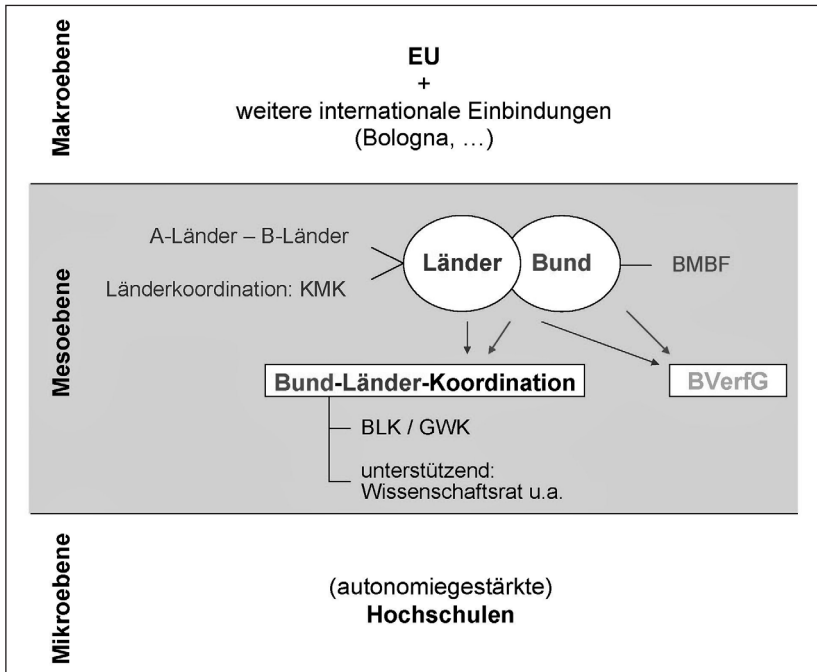 Makroebene
EU
+
weitere internationale Einbindungen
(Bologna, …)
Mesoebene
A-Länder – B-Länder
Länderkoordination: KMK
Länder
Bund
BMBF
Bund-Länder-Koordination
BVerfG
BLK / GWK
unterstützend:
Wissenschaftsrat u.a.
Mikroebene
(autonomiegestärkte)
Hochschulen